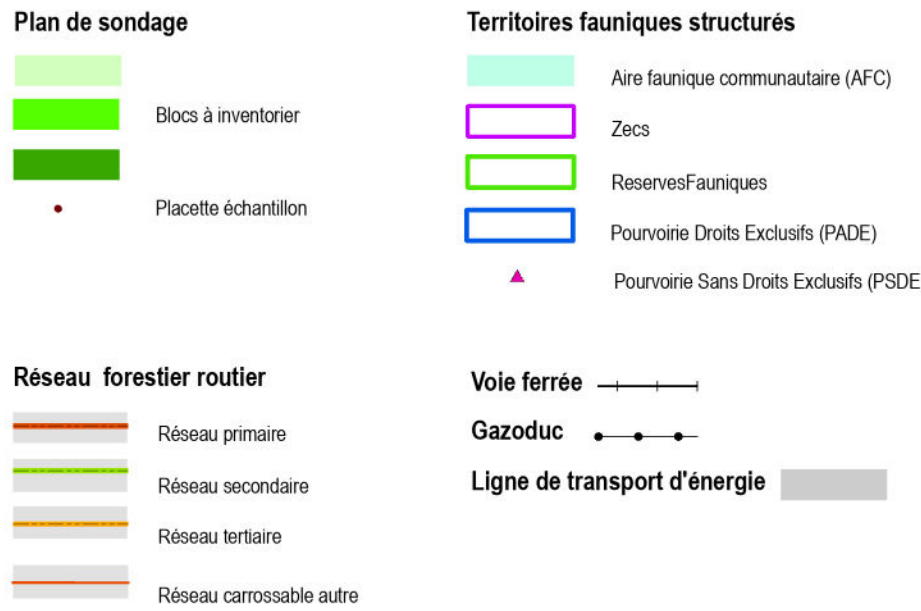 Plan de sondage
Blocs à inventorier
Placette échantillon
Territoires fauniques structurés
Aire faunique communautaire (AFC)
Zecs
ReservesFauniques
Pourvoirie Droits Exclusifs (PADE)
Pourvoirie Sans Droits Exclusifs (PSDE
Réseau forestier routier
Réseau primaire
Réseau secondaire
Réseau tertiaire
Réseau carrossable autre
Voie ferrée
Gazoduc
Ligne de transport d'énergie